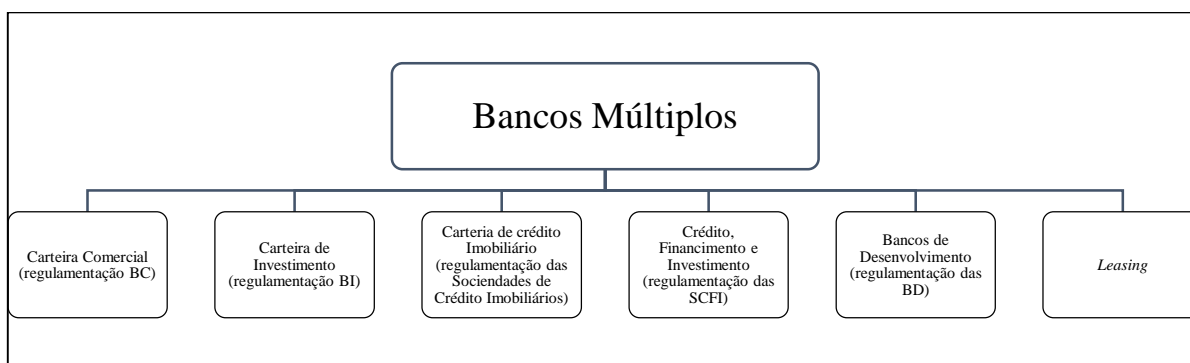 Bancos Múltiplos
Carteira Comercial
(regulamentação BC)
Carteira de
Investimento
(regulamentação BI)
Carteria de crédito
Imobiliário
(regulamentação das
Sociendades de
Crédito Imobiliários)
Crédito,
Financimento e
Investimento
(regulamentação das
SCFI)
Bancos de
Desenvolvimento
(regulamentação das
BD)
Leasing